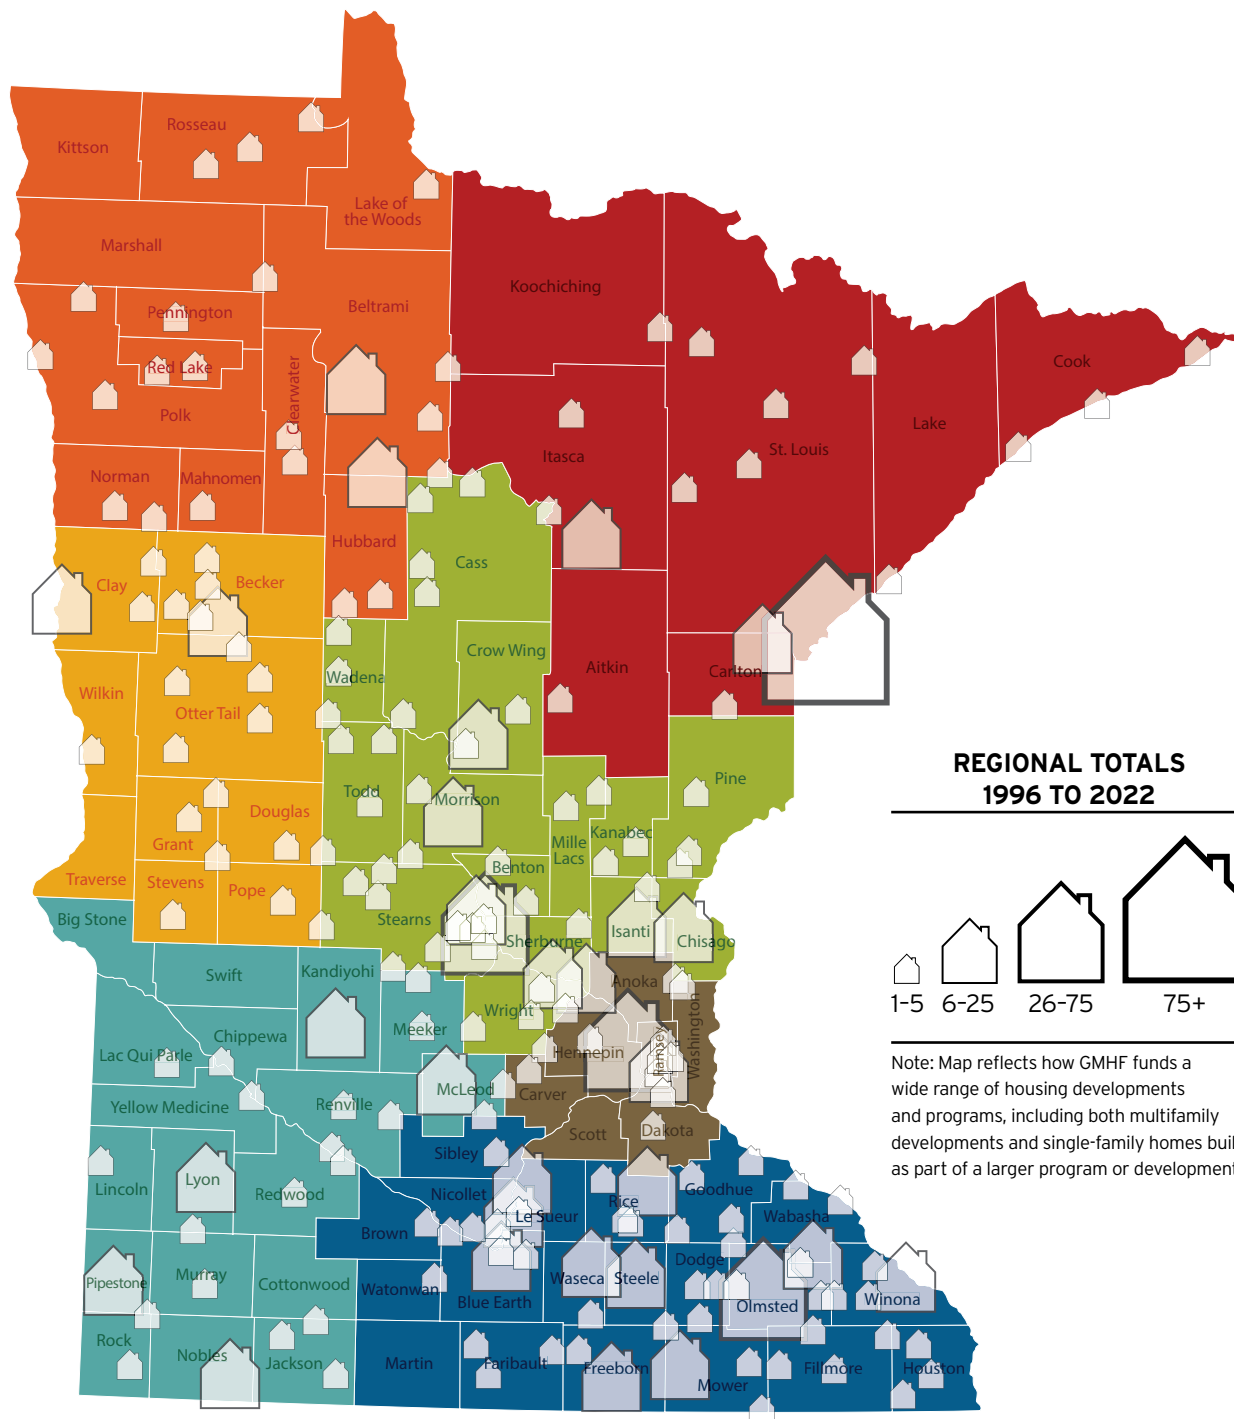 Kittson
Rosseau
Lake of
the Woods
Marshall
Koochiching
Beltrami
Pennington
Red Lake
Clearwater
Polk
Cook
Lake
St. Louis
Itasca
Norman
Mahnomen
Hubbard
Cass
Clay
Becker
Crow Wing
Aitkin
Carlton
Wadena
Wilkin
Otter Tail
Pine
Todd
Morrison
Douglas
Grant
Kanabec
Mille
Lacs
Benton
Traverse
Stevens
Pope
Big Stone
Stearns
Sherburne
Isanti
Chisago
Swift
Kandiyohi
Anoka
Wright
Meeker
Chippewa
Lac Qui Parle
Hennepin
Ramsey
Washington
McLeod
Carver
Yellow Medicine
Renville
Scott
Dakota
Sibley
Lincoln
Lyon
Redwood
Nicollet
Le Sueur
Rice
Goodhue
Wabasha
Brown
Pipestone
Murray
Cottonwood
Watonwan
Blue Earth
Waseca
Steele
Dodge
Olmsted
Winona
Rock
Nobles
Jackson
Martin
Faribault
Freeborn
Mower
Fillmore
Houston
REGIONAL TOTALS
1996 TO 2022
1-5
6-25
26-75
75+
Note: Map reflects how GMHF funds a
wide range of housing developments
and programs, including both multifamily
developments and single-family homes buil
as part of a larger program or development